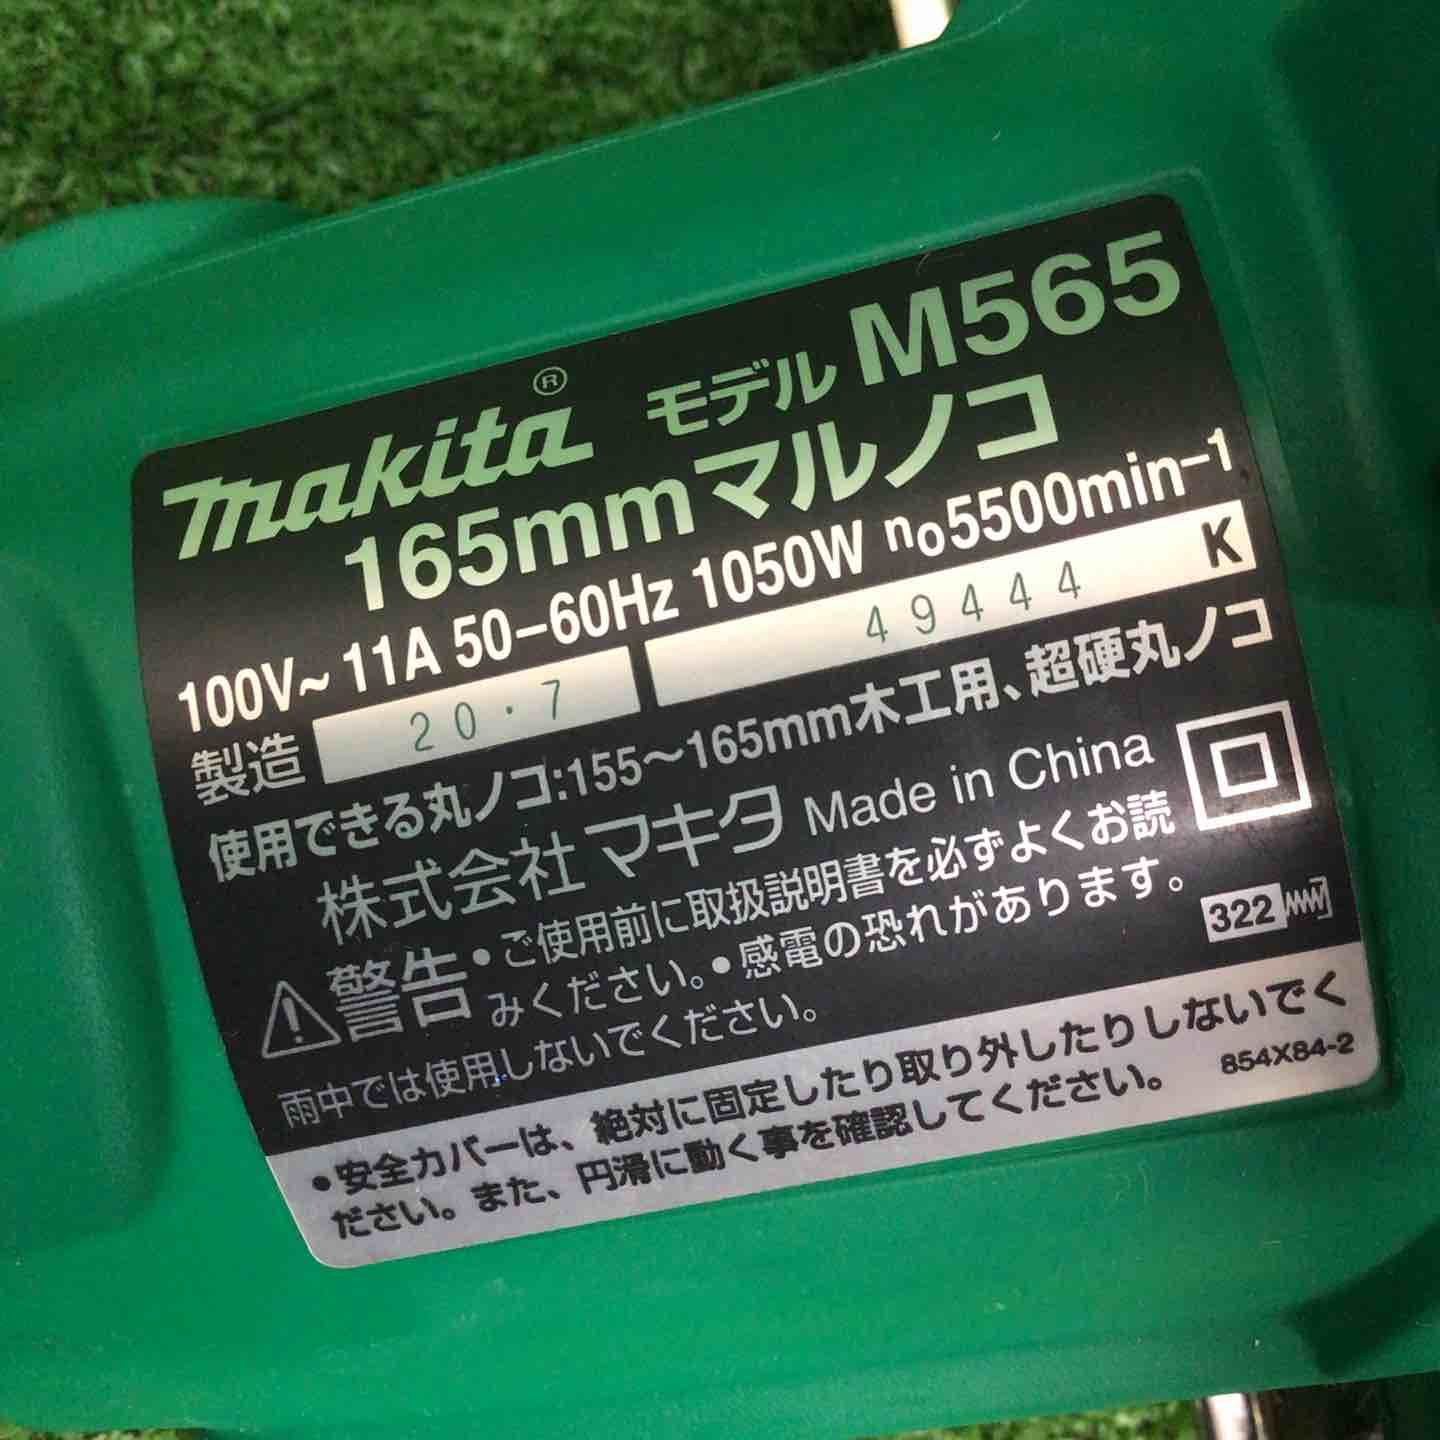 makita® モデル M565
165mmマルノコ
100V~ 11A 50-60Hz 1050W n₀5500min-1
製造 20.7 49444 K
使用できる丸ノコ:155~165mm木工用、超硬丸ノコ
株式会社マキタ Made in China
警告 •ご使用前に取扱説明書を必ずよくお読
みください。•感電の恐れがあります。
雨中では使用しないでください。
322
•安全カバーは、絶対に固定したり取り外したりしないでく
ださい。また、円滑に動く事を確認してください。
854X84-2